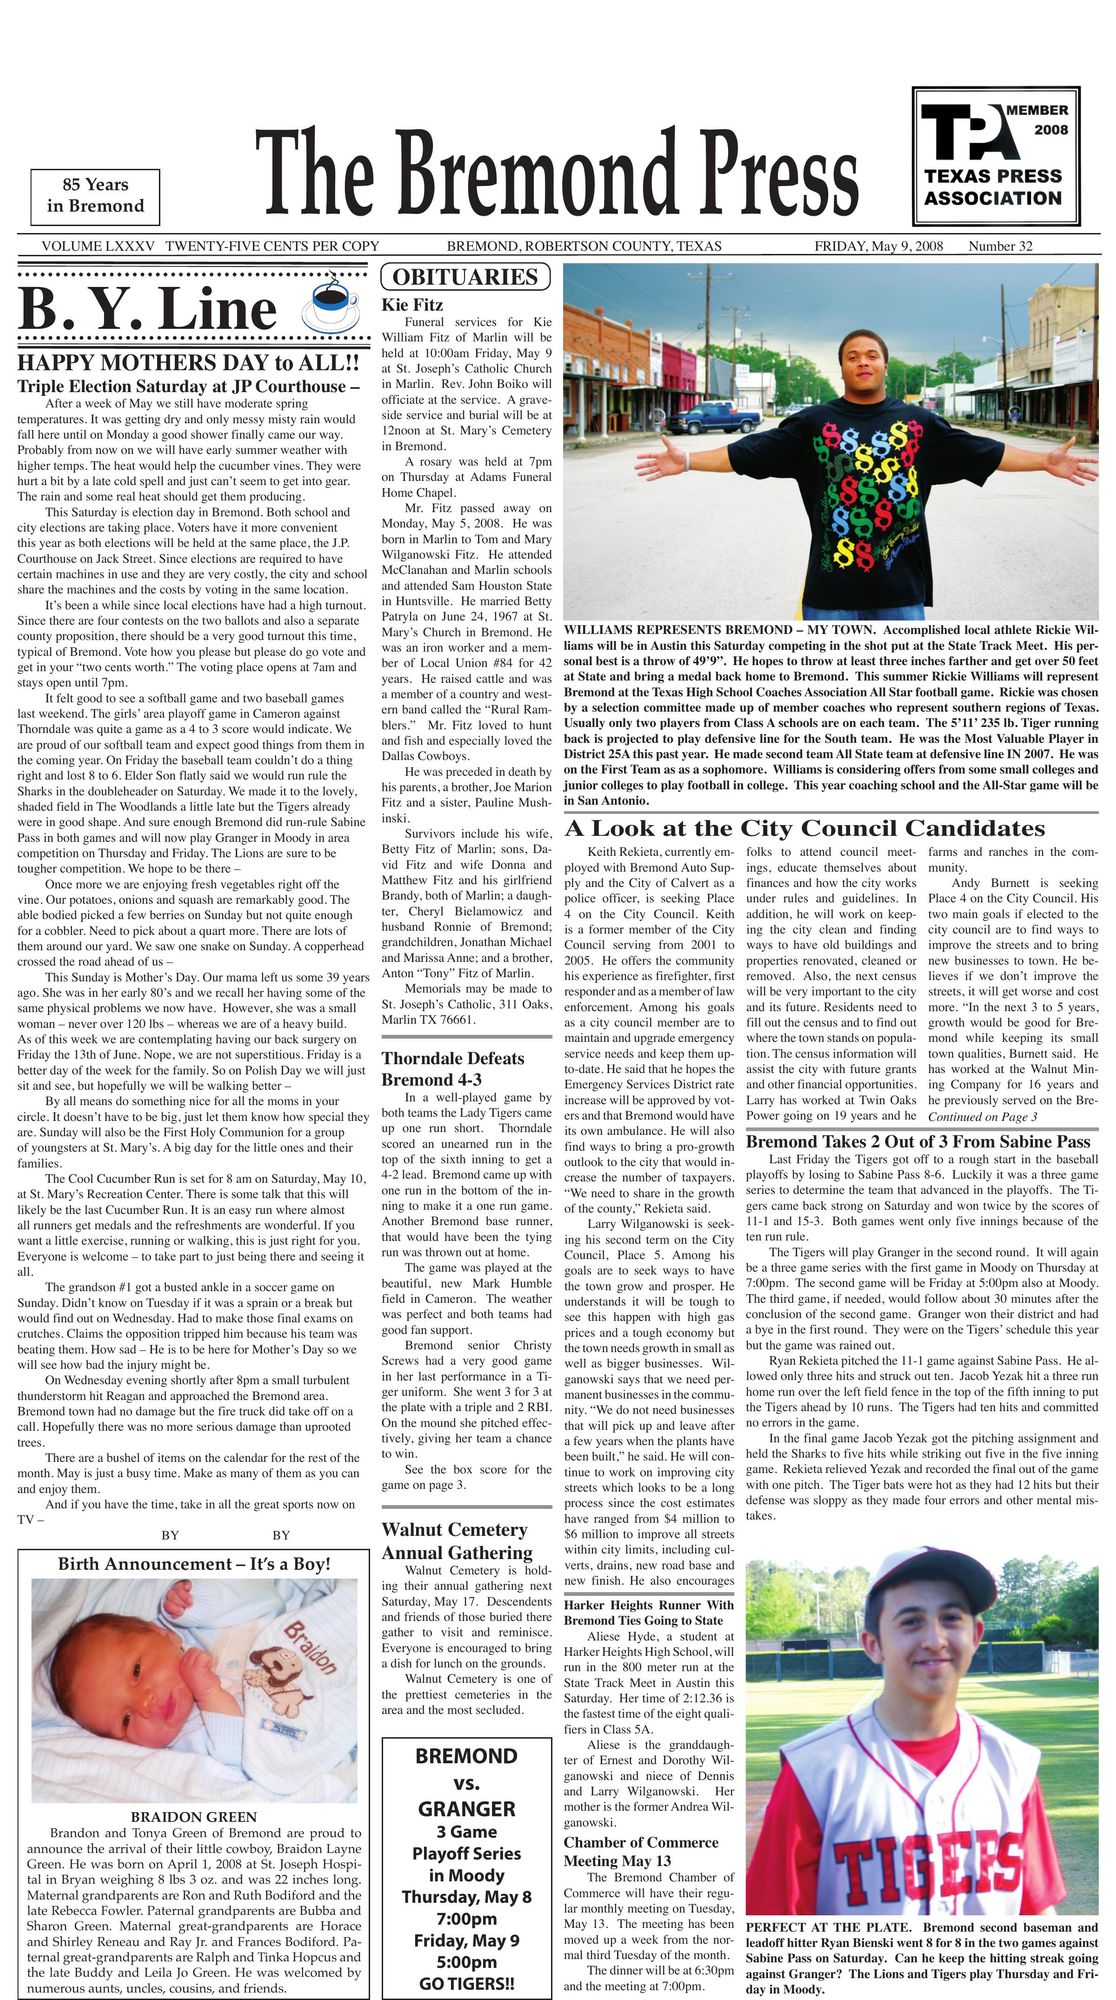 85 Years
in Bremond
The Bremond Press
TPA MEMBER
2008
TEXAS PRESS
ASSOCIATION
VOLUME LXXXV TWENTY-FIVE CENTS PER COPY BREMOND, ROBERTSON COUNTY, TEXAS FRIDAY, May 9, 2008 Number 32
B. Y. Line
HAPPY MOTHERS DAY to ALL!!
Triple Election Saturday at JP Courthouse –
After a week of May we still have moderate spring
temperatures. It was getting dry and only messy misty rain would
fall here until on Monday a good shower finally came our way.
Probably from now on we will have early summer weather with
higher temps. The heat would help the cucumber vines. They were
hurt a bit by a late cold spell and just can't seem to get into gear.
The rain and some real heat should get them producing.
This Saturday is election day in Bremond. Both school and
city elections are taking place. Voters have it more convenient
this year as both elections will be held at the same place, the J.P.
Courthouse on Jack Street. Since elections are required to have
certain machines in use and they are very costly, the city and school
share the machines and the costs by voting in the same location.
It's been a while since local elections have had a high turnout.
Since there are four contests on the two ballots and also a separate
county proposition, there should be a very good turnout this time,
typical of Bremond. Vote how you please but please do go vote and
get in your "two cents worth." The voting place opens at 7am and
stays open until 7pm.
It felt good to see a softball game and two baseball games
last weekend. The girls' area playoff game in Cameron against
Thorndale was quite a game as a 4 to 3 score would indicate. We
are proud of our softball team and expect good things from them in
the coming year. On Friday the baseball team couldn't do a thing
right and lost 8 to 6. Elder Son flatly said we would run rule the
Sharks in the doubleheader on Saturday. We made it to the lovely,
shaded field in The Woodlands a little late but the Tigers already
were in good shape. And sure enough Bremond did run-rule Sabine
Pass in both games and will now play Granger in Moody in area
competition on Thursday and Friday. The Lions are sure to be
tougher competition. We hope to be there –
Once more we are enjoying fresh vegetables right off the
vine. Our potatoes, onions and squash are remarkably good. The
able bodied picked a few berries on Sunday but not quite enough
for a cobbler. Need to pick about a quart more. There are lots of
them around our yard. We saw one snake on Sunday. A copperhead
crossed the road ahead of us –
This Sunday is Mother's Day. Our mama left us some 39 years
ago. She was in her early 80's and we recall her having some of the
same physical problems we now have. However, she was a small
woman – never over 120 lbs – whereas we are of a heavy build.
As of this week we are contemplating having our back surgery on
Friday the 13th of June. Nope, we are not superstitious. Friday is a
better day of the week for the family. So on Polish Day we will just
sit and see, but hopefully we will be walking better –
By all means do something nice for all the moms in your
circle. It doesn't have to be big, just let them know how special they
are. Sunday will also be the First Holy Communion for a group
of youngsters at St. Mary's. A big day for the little ones and their
families.
The Cool Cucumber Run is set for 8 am on Saturday, May 10,
at St. Mary's Recreation Center. There is some talk that this will
likely be the last Cucumber Run. It is an easy run where almost
all runners get medals and the refreshments are wonderful. If you
want a little exercise, running or walking, this is just right for you.
Everyone is welcome – to take part to just being there and seeing it
all.
The grandson #1 got a busted ankle in a soccer game on
Sunday. Didn't know on Tuesday if it was a sprain or a break but
would find out on Wednesday. Had to make those final exams on
crutches. Claims the opposition tripped him because his team was
beating them. How sad – He is to be here for Mother's Day so we
will see how bad the injury might be.
On Wednesday evening shortly after 8pm a small turbulent
thunderstorm hit Reagan and approached the Bremond area.
Bremond town had no damage but the fire truck did take off on a
call. Hopefully there was no more serious damage than uprooted
trees.
There are a bushel of items on the calendar for the rest of the
month. May is just a busy time. Make as many of them as you can
and enjoy them.
And if you have the time, take in all the great sports now on
TV –
BY BY
Birth Announcement – It's a Boy!
Braidon
BRAIDON GREEN
Brandon and Tonya Green of Bremond are proud to
announce the arrival of their little cowboy, Braidon Layne
Green. He was born on April 1, 2008 at St. Joseph Hospi-
tal in Bryan weighing 8 lbs 3 oz. and was 22 inches long.
Maternal grandparents are Ron and Ruth Bodiford and the
late Rebecca Fowler. Paternal grandparents are Bubba and
Sharon Green. Maternal great-grandparents are Horace
and Shirley Reneau and Ray Jr. and Frances Bodiford. Pa-
ternal great-grandparents are Ralph and Tinka Hopcus and
the late Buddy and Leila Jo Green. He was welcomed by
numerous aunts, uncles, cousins, and friends.
OBITUARIES
Kie Fitz
Funeral services for Kie
William Fitz of Marlin will be
held at 10:00am Friday, May 9
at St. Joseph's Catholic Church
in Marlin. Rev. John Boiko will
officiate at the service. A grave-
side service and burial will be at
12noon at St. Mary's Cemetery
in Bremond.
A rosary was held at 7pm
on Thursday at Adams Funeral
Home Chapel.
Mr. Fitz passed away on
Monday, May 5, 2008. He was
born in Marlin to Tom and Mary
Wilganowski Fitz. He attended
McClanahan and Marlin schools
and attended Sam Houston State
in Huntsville. He married Betty
Patryla on June 24, 1967 at St.
Mary's Church in Bremond. He
was an iron worker and a mem-
ber of Local Union #84 for 42
years. He raised cattle and was
a member of a country and west-
ern band called the "Rural Ram-
blers." Mr. Fitz loved to hunt
and fish and especially loved the
Dallas Cowboys.
He was preceded in death by
his parents, a brother, Joe Marion
Fitz and a sister, Pauline Mush-
inski.
Survivors include his wife,
Betty Fitz of Marlin; sons, Da-
vid Fitz and wife Donna and
Matthew Fitz and his girlfriend
Brandy, both of Marlin; a daugh-
ter, Cheryl Bielamowicz and
husband Ronnie of Bremond;
grandchildren, Jonathan Michael
and Marissa Anne; and a brother,
Anton "Tony" Fitz of Marlin.
Memorials may be made to
St. Joseph's Catholic, 311 Oaks,
Marlin TX 76661.
Thorndale Defeats
Bremond 4-3
In a well-played game by
both teams the Lady Tigers came
up one run short. Thorndale
scored an unearned run in the
top of the sixth inning to get a
4-2 lead. Bremond came up with
one run in the bottom of the in-
ning to make it a one run game.
Another Bremond base runner,
that would have been the tying
run was thrown out at home.
The game was played at the
beautiful, new Mark Humble
field in Cameron. The weather
was perfect and both teams had
good fan support.
Bremond senior Christy
Screws had a very good game
in her last performance in a Ti-
ger uniform. She went 3 for 3 at
the plate with a triple and 2 RBI.
On the mound she pitched effec-
tively, giving her team a chance
to win.
See the box score for the
game on page 3.
Walnut Cemetery
Annual Gathering
Walnut Cemetery is hold-
ing their annual gathering next
Saturday, May 17. Descendents
and friends of those buried there
gather to visit and reminisce.
Everyone is encouraged to bring
a dish for lunch on the grounds.
Walnut Cemetery is one of
the prettiest cemeteries in the
area and the most secluded.
BREMOND
vs.
GRANGER
3 Game
Playoff Series
in Moody
Thursday, May 8
7:00pm
Friday, May 9
5:00pm
GO TIGERS!!
WILLIAMS REPRESENTS BREMOND – MY TOWN. Accomplished local athlete Rickie Wil-
liams will be in Austin this Saturday competing in the shot put at the State Track Meet. His per-
sonal best is a throw of 49'9". He hopes to throw at least three inches farther and get over 50 feet
at State and bring a medal back home to Bremond. This summer Rickie Williams will represent
Bremond at the Texas High School Coaches Association All Star football game. Rickie was chosen
by a selection committee made up of member coaches who represent southern regions of Texas.
Usually only two players from Class A schools are on each team. The 5'11' 235 lb. Tiger running
back is projected to play defensive line for the South team. He was the Most Valuable Player in
District 25A this past year. He made second team All State team at defensive line IN 2007. He was
on the First Team as as a sophomore. Williams is considering offers from some small colleges and
junior colleges to play football in college. This year coaching school and the All-Star game will be
in San Antonio.
A Look at the City Council Candidates
Keith Rekieta, currently em-
ployed with Bremond Auto Sup-
ply and the City of Calvert as a
police officer, is seeking Place
4 on the City Council. Keith
is a former member of the City
Council serving from 2001 to
2005. He offers the community
his experience as firefighter, first
responder and as a member of law
enforcement. Among his goals
as a city council member are to
maintain and upgrade emergency
service needs and keep them up-
to-date. He said that he hopes the
Emergency Services District rate
increase will be approved by vot-
ers and that Bremond would have
its own ambulance. He will also
find ways to bring a pro-growth
outlook to the city that would in-
crease the number of taxpayers.
"We need to share in the growth
of the county," Rekieta said.
Larry Wilganowski is seek-
ing his second term on the City
Council, Place 5. Among his
goals are to seek ways to have
the town grow and prosper. He
understands it will be tough to
see this happen with high gas
prices and a tough economy but
the town needs growth in small as
well as bigger businesses. Wil-
ganowski says that we need per-
manent businesses in the commu-
nity. "We do not need businesses
that will pick up and leave after
a few years when the plants have
been built," he said. He will con-
tinue to work on improving city
streets which looks to be a long
process since the cost estimates
have ranged from $4 million to
$6 million to improve all streets
within city limits, including cul-
verts, drains, new road base and
new finish. He also encourages
folks to attend council meet-
ings, educate themselves about
finances and how the city works
under rules and guidelines. In
addition, he will work on keep-
ing the city clean and finding
ways to have old buildings and
properties renovated, cleaned or
removed. Also, the next census
will be very important to the city
and its future. Residents need to
fill out the census and to find out
where the town stands on popula-
tion. The census information will
assist the city with future grants
and other financial opportunities.
Larry has worked at Twin Oaks
Power going on 19 years and he
farms and ranches in the com-
munity.
Andy Burnett is seeking
Place 4 on the City Council. His
two main goals if elected to the
city council are to find ways to
improve the streets and to bring
new businesses to town. He be-
lieves if we don't improve the
streets, it will get worse and cost
more. "In the next 3 to 5 years,
growth would be good for Bre-
mond while keeping its small
town qualities, Burnett said. He
has worked at the Walnut Min-
ing Company for 16 years and
he previously served on the Bre-
Continued on Page 3
Harker Heights Runner With
Bremond Ties Going to State
Aliese Hyde, a student at
Harker Heights High School, will
run in the 800 meter run at the
State Track Meet in Austin this
Saturday. Her time of 2:12.36 is
the fastest time of the eight quali-
fiers in Class 5A.
Aliese is the granddaugh-
ter of Ernest and Dorothy Wil-
ganowski and niece of Dennis
and Larry Wilganowski. Her
mother is the former Andrea Wil-
ganowski.
Chamber of Commerce
Meeting May 13
The Bremond Chamber of
Commerce will have their regu-
lar monthly meeting on Tuesday,
May 13. The meeting has been
moved up a week from the nor-
mal third Tuesday of the month.
The dinner will be at 6:30pm
and the meeting at 7:00pm.
Bremond Takes 2 Out of 3 From Sabine Pass
Last Friday the Tigers got off to a rough start in the baseball
playoffs by losing to Sabine Pass 8-6. Luckily it was a three game
series to determine the team that advanced in the playoffs. The Ti-
gers came back strong on Saturday and won twice by the scores of
11-1 and 15-3. Both games went only five innings because of the
ten run rule.
The Tigers will play Granger in the second round. It will again
be a three game series with the first game in Moody on Thursday at
7:00pm. The second game will be Friday at 5:00pm also at Moody.
The third game, if needed, would follow about 30 minutes after the
conclusion of the second game. Granger won their district and had
a bye in the first round. They were on the Tigers' schedule this year
but the game was rained out.
Ryan Rekieta pitched the 11-1 game against Sabine Pass. He al-
lowed only three hits and struck out ten. Jacob Yezak hit a three run
home run over the left field fence in the top of the fifth inning to put
the Tigers ahead by 10 runs. The Tigers had ten hits and committed
no errors in the game.
In the final game Jacob Yezak got the pitching assignment and
held the Sharks to five hits while striking out five in the five inning
game. Rekieta relieved Yezak and recorded the final out of the game
with one pitch. The Tiger bats were hot as they had 12 hits but their
defense was sloppy as they made four errors and other mental mis-
takes.
TIGERS
PERFECT AT THE PLATE. Bremond second baseman and
leadoff hitter Ryan Bienski went 8 for 8 in the two games against
Sabine Pass on Saturday. Can he keep the hitting streak going
against Granger? The Lions and Tigers play Thursday and Fri-
day in Moody.